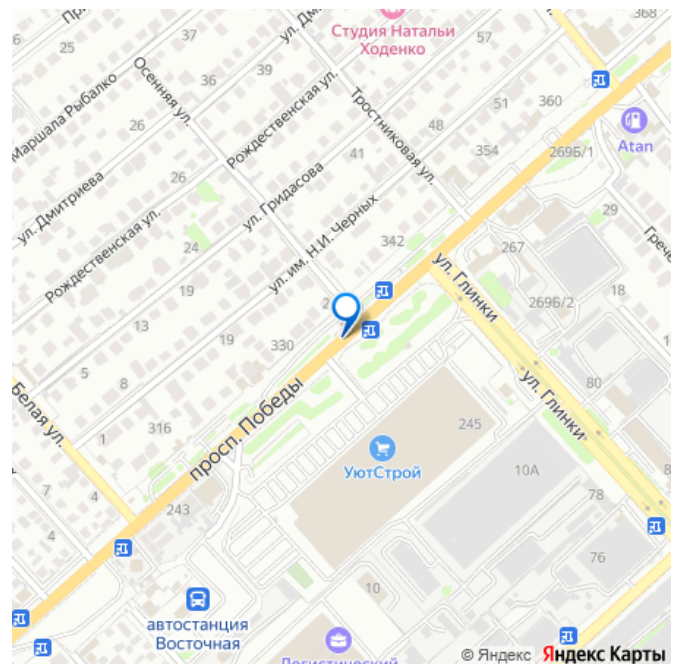 368
ул. Дм
Студия Натальи
Ходенко
57
37
25
36
39
Осенняя ул.
Маршала Рыбалко
Рождественская ул.
Тростниковая ул.
51
360
Atan
26
48
269Б/1
41
354
ул. Гридасова
26
ул. Дмитриева
29
ул. им. Н.И. Черных
Рождественская ул.
24
342
267
ул. Глинки
Грече
19
18
269Б/2
2
13
19
330
5
8
80
ул. Глинки
Белая ул.
просп. Победы
316
1
245
УютСтрой
10А
8
7
4
78
243
4
76
10
автостанция
Восточная
Логистический
© Яндекс Яндекс Карты